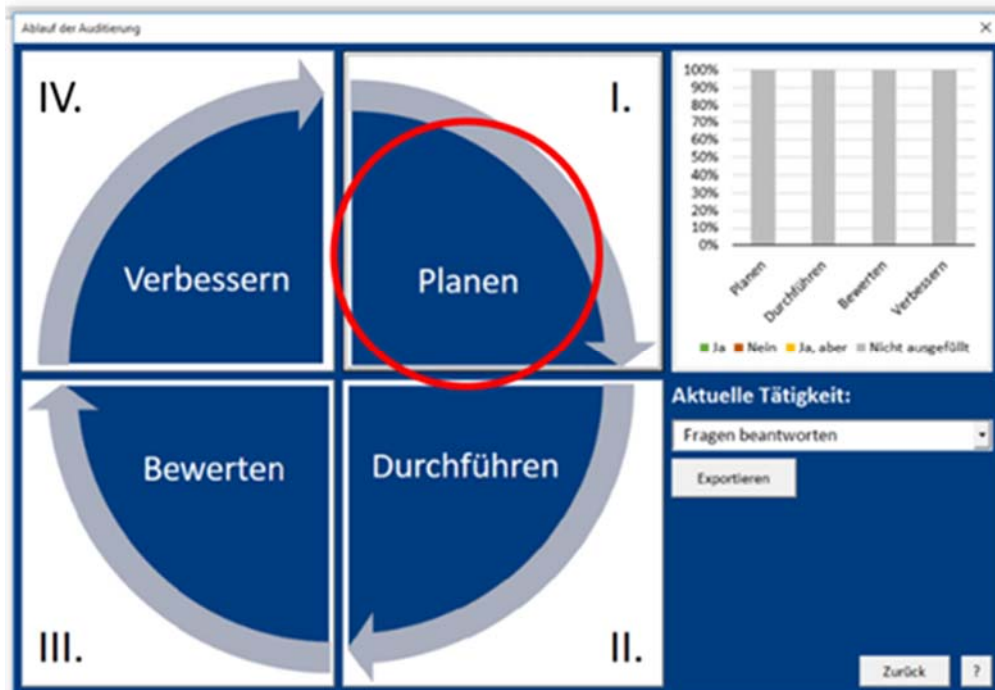 Ablauf der Auditierung
IV.
I.
Verbessern
Planen
Bewerten
Durchführen
III.
II.
100%
90%
80%
70%
60%
50%
40%
30%
20%
10%
0%
Planen
Durchführen
Bewerten
Verbessern
Ja Nein Ja, aber Nicht ausgefüllt
Aktuelle Tätigkeit:
Fragen beantworten
Exportieren
Zurück ?